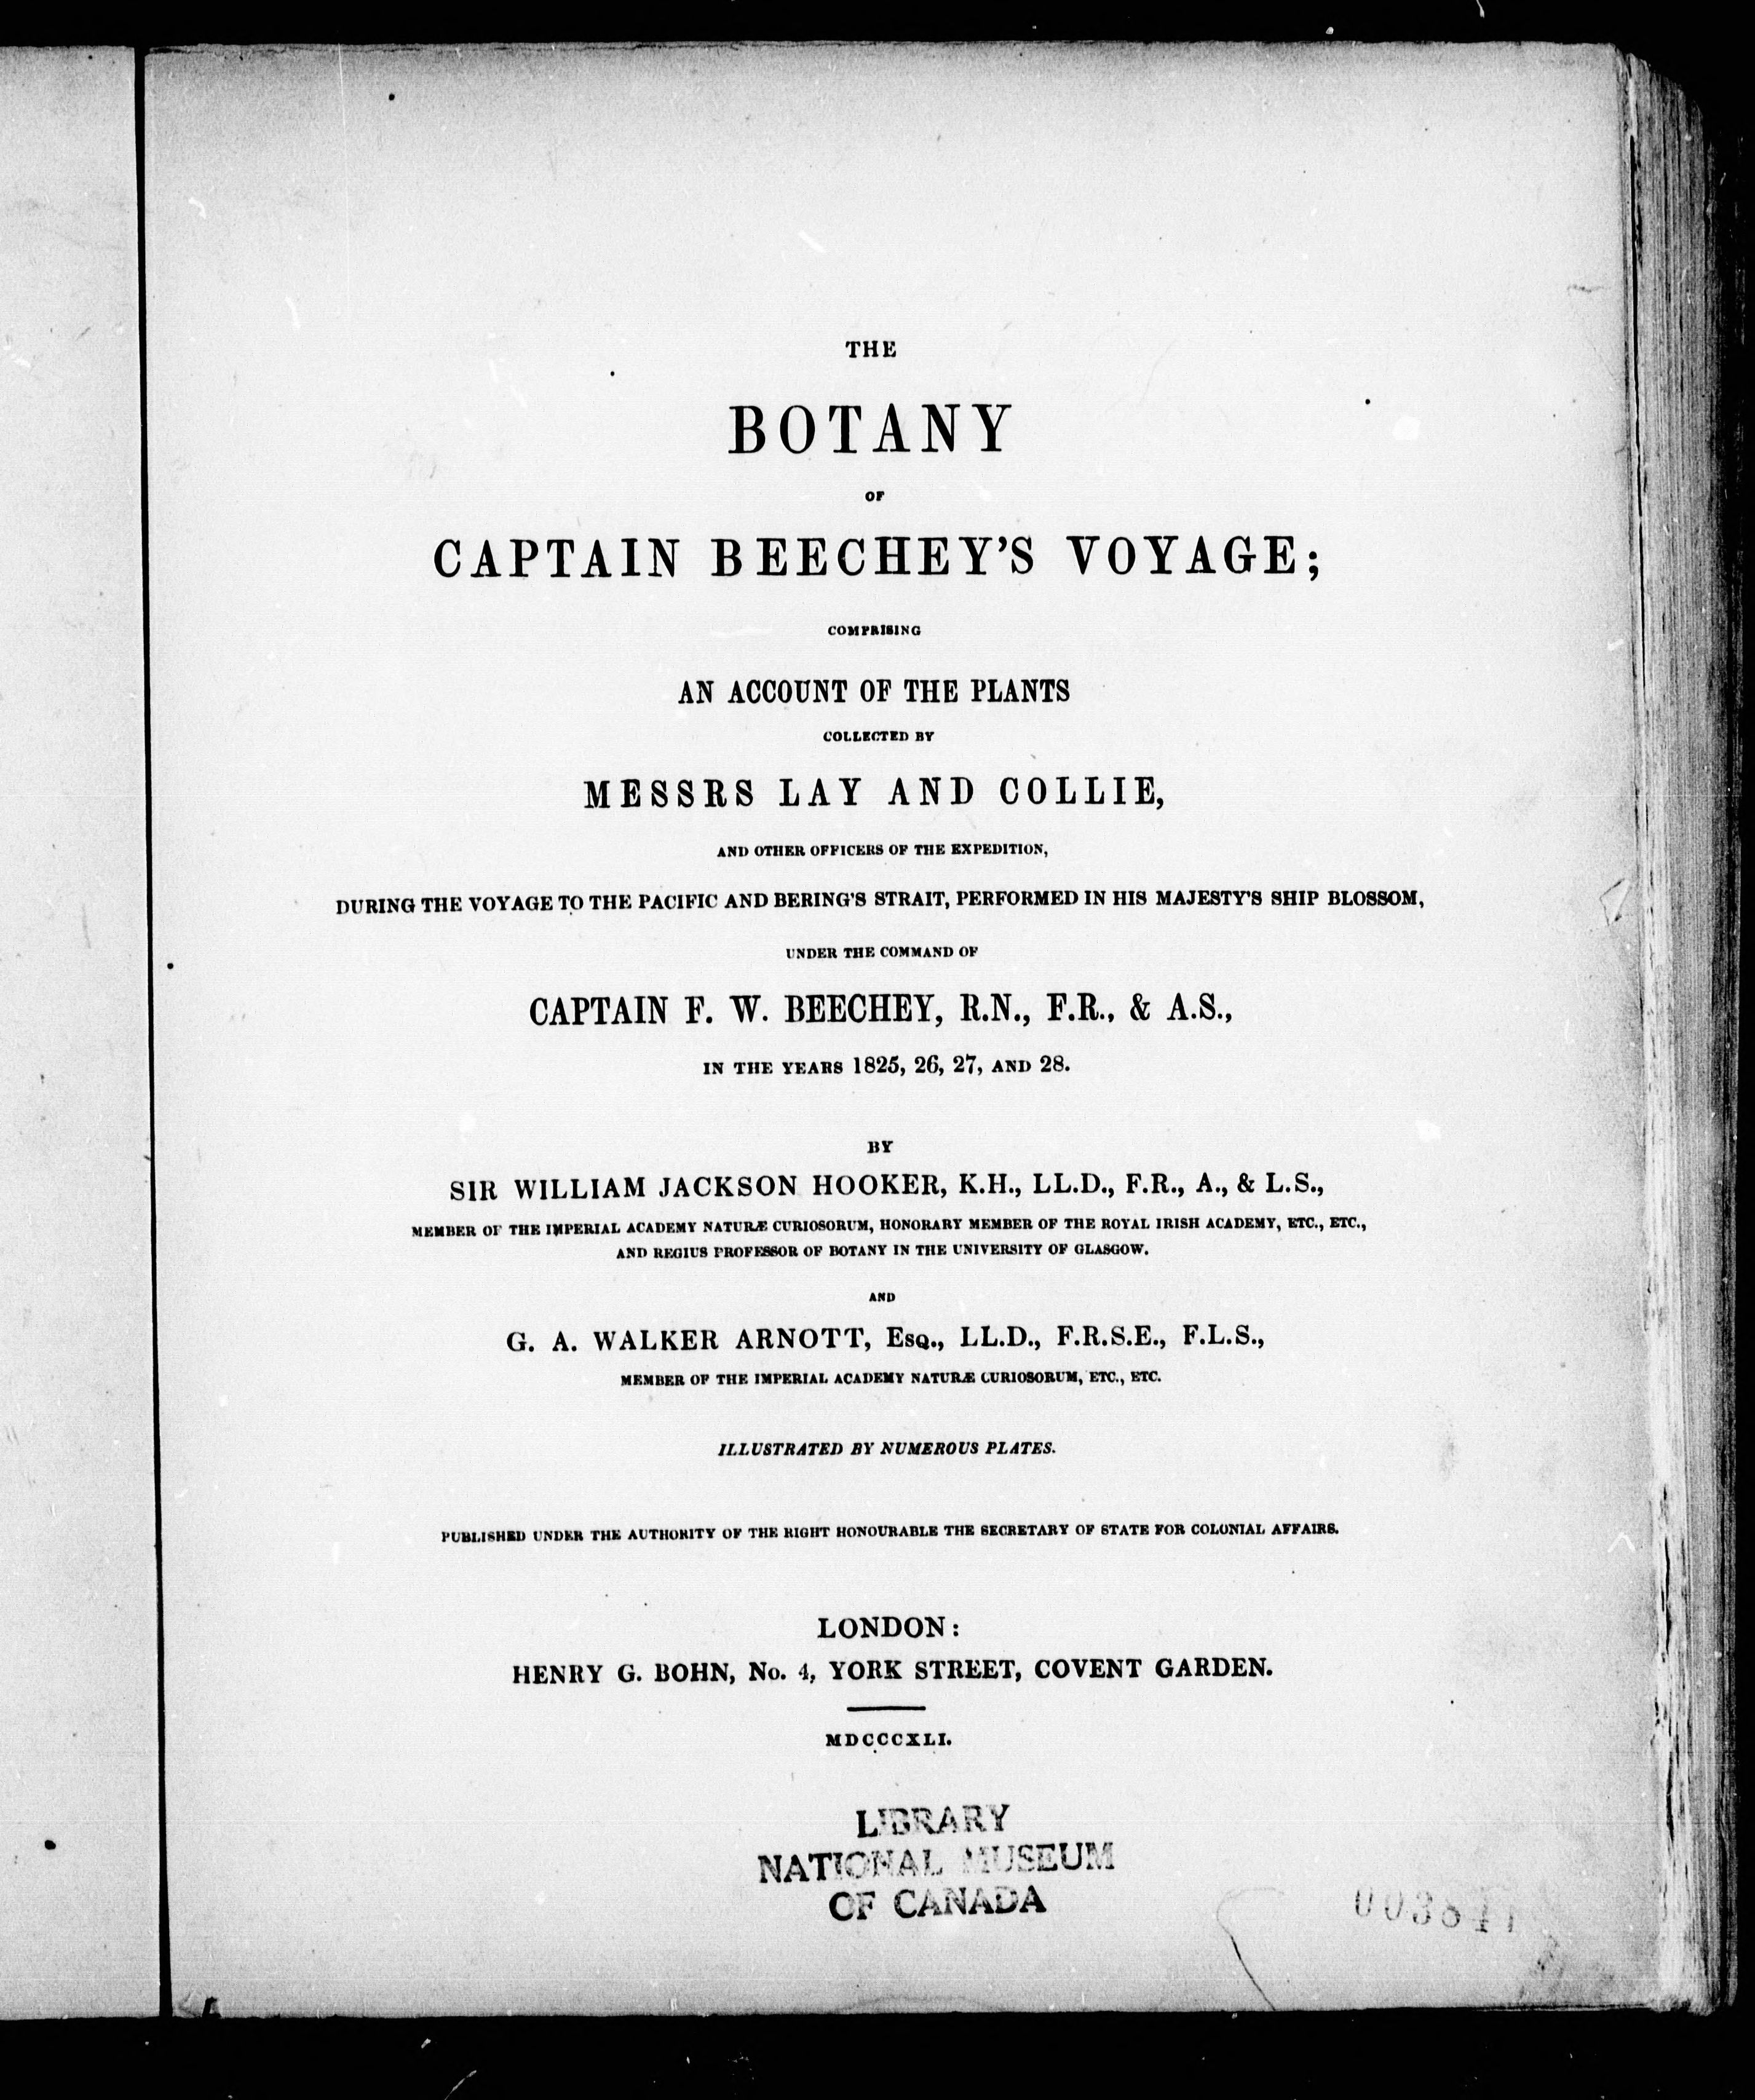 THE
BOTANY
OF
CAPTAIN BEECHEY'S VOYAGE;
COMPRISING
AN ACCOUNT OF THE PLANTS
COLLECTED BY
MESSRS LAY AND COLLIE,
AND OTHER OFFICERS OF THE EXPEDITION,
DURING THE VOYAGE TO THE PACIFIC AND BERING'S STRAIT, PERFORMED IN HIS MAJESTY'S SHIP BLOSSOM,
UNDER THE COMMAND OF
CAPTAIN F. W. BEECHEY, R.N., F.R., & A.S.,
IN THE YEARS 1825, 26, 27, AND 28.
BY
SIR WILLIAM JACKSON HOOKER, K.H., LL.D., F.R., A., & L.S.,
MEMBER OF THE IMPERIAL ACADEMY NATURÆ CURIOSORUM, HONORARY MEMBER OF THE ROYAL IRISH ACADEMY, ETC., ETC.,
AND REGIUS PROFESSOR OF BOTANY IN THE UNIVERSITY OF GLASGOW.
AND
G. A. WALKER ARNOTT, Esq., LL.D., F.R.S.E., F.L.S.,
MEMBER OF THE IMPERIAL ACADEMY NATURÆ CURIOSORUM, ETC., ETC.
ILLUSTRATED BY NUMEROUS PLATES.
PUBLISHED UNDER THE AUTHORITY OF THE RIGHT HONOURABLE THE SECRETARY OF STATE FOR COLONIAL AFFAIRS.
LONDON:
HENRY G. BOHN, No. 4, YORK STREET, COVENT GARDEN.
MDCCCXLI.
LIBRARY
NATIONAL MUSEUM
OF CANADA